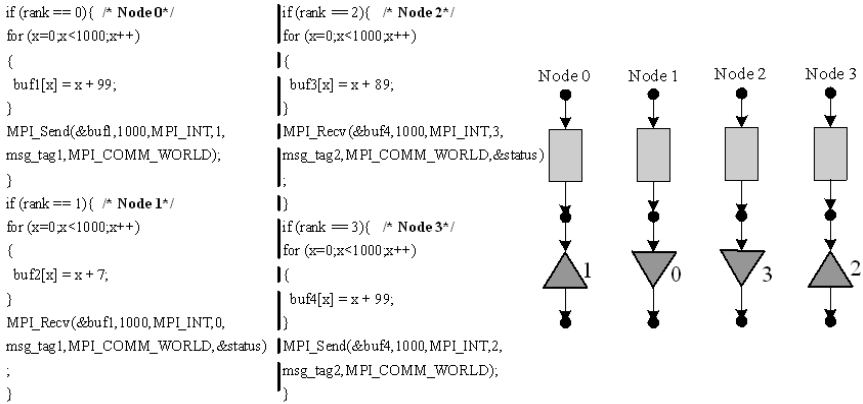 if (rank == 0){ /* Node 0*/
for (x=0;x<1000;x++)
{
buf1[x] = x + 99;
}
MPI_Send(&buf1,1000,MPI_INT,1,
msg_tag1,MPI_COMM_WORLD);
}
if (rank == 1){ /* Node 1*/
for (x=0;x<1000;x++)
{
buf2[x] = x + 7;
}
MPI_Recv(&buf1,1000,MPI_INT,0,
msg_tag1,MPI_COMM_WORLD,&status)
;
}
if (rank == 2){ /* Node 2*/
for (x=0;x<1000;x++)
{
buf3[x] = x + 89;
}
MPI_Recv(&buf4,1000,MPI_INT,3,
msg_tag2,MPI_COMM_WORLD,&status)
;
}
if (rank == 3){ /* Node 3*/
for (x=0;x<1000;x++)
{
buf4[x] = x + 99;
}
MPI_Send(&buf4,1000,MPI_INT,2,
msg_tag2,MPI_COMM_WORLD);
}
Node 0 Node 1 Node 2 Node 3
1 0 3 2